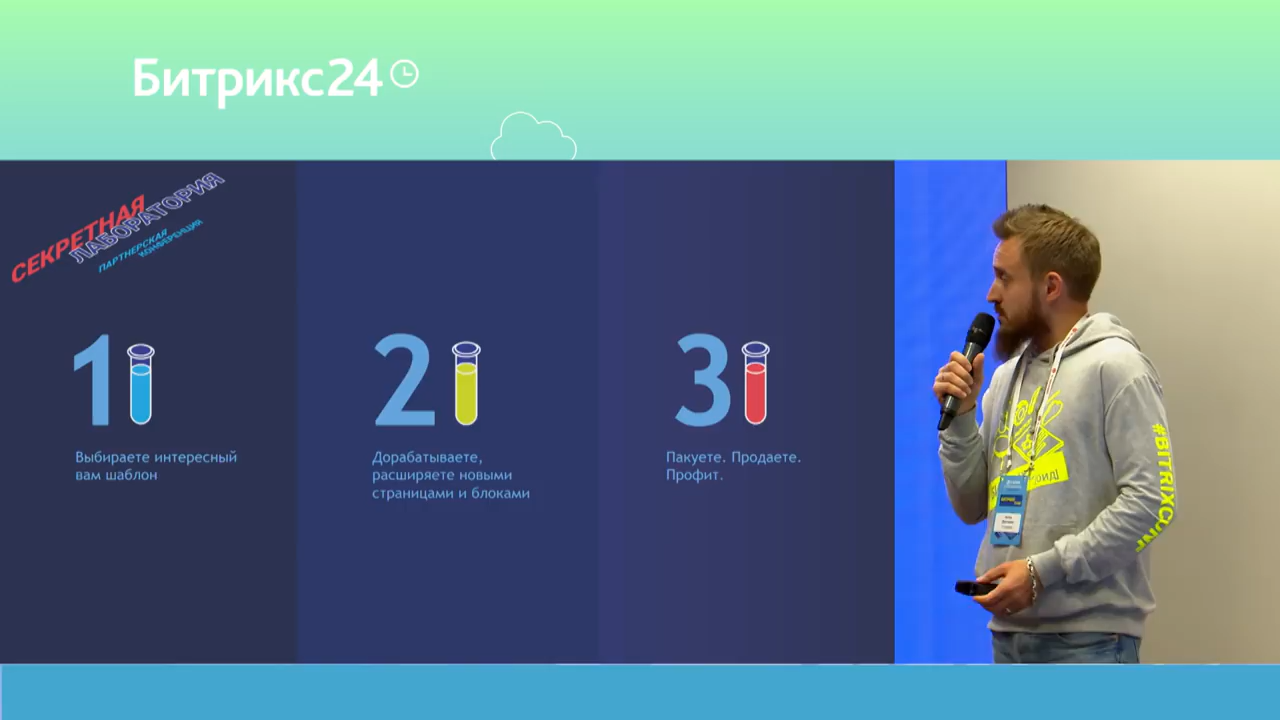 Битрикс24
СЕКРЕТНАЯ
ЛАБОРАТОРИЯ
ПАРТНЕРСКАЯ
КОНФЕРЕНЦИЯ
1
Выбираете интересный
вам шаблон
2
Дорабатываете,
расширяете новыми
страницами и блоками
3
Пакуете. Продаете.
Профит.
#BITRIXCONF